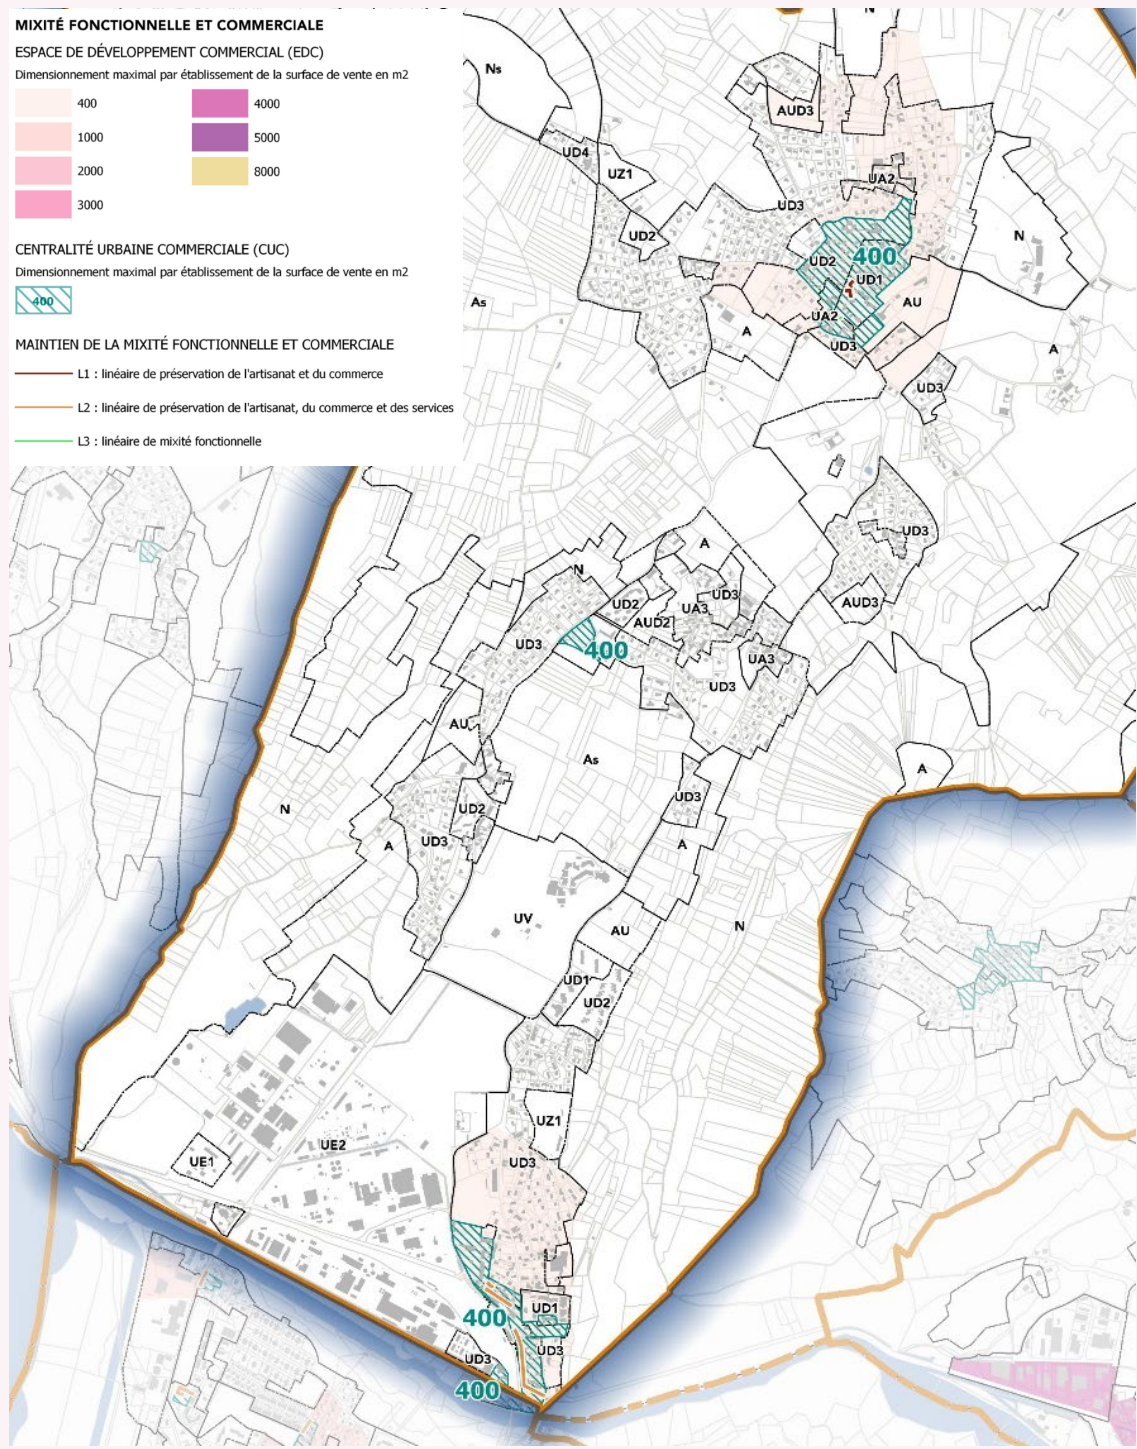 MIXITÉ FONCTIONNELLE ET COMMERCIALE
ESPACE DE DÉVELOPPEMENT COMMERCIAL (EDC)
Dimensionnement maximal par établissement de la surface de vente en m2
400
4000
1000
5000
2000
8000
3000
CENTRALITÉ URBAINE COMMERCIALE (CUC)
Dimensionnement maximal par établissement de la surface de vente en m2
400
MAINTIEN DE LA MIXITÉ FONCTIONNELLE ET COMMERCIALE
L1 : linéaire de préservation de l'artisanat et du commerce
L2 : linéaire de préservation de l'artisanat, du commerce et des services
L3 : linéaire de mixité fonctionnelle
N
Ns
AUD3
UD4
UZ1
UA2
UD3
UD2
N
UD2
400
UD1
As
AU
A
UA2
UD3
A
UD3
UD3
A
N
UD2
UD3
UA3
AUD3
AUD2
UD3
400
UA3
UD3
AU
As
A
UD3
N
UD2
UD3
A
A
UV
AU
N
UD1
UD2
UZ1
UE2
UE1
UD3
UD1
400
UD3
UD3
400